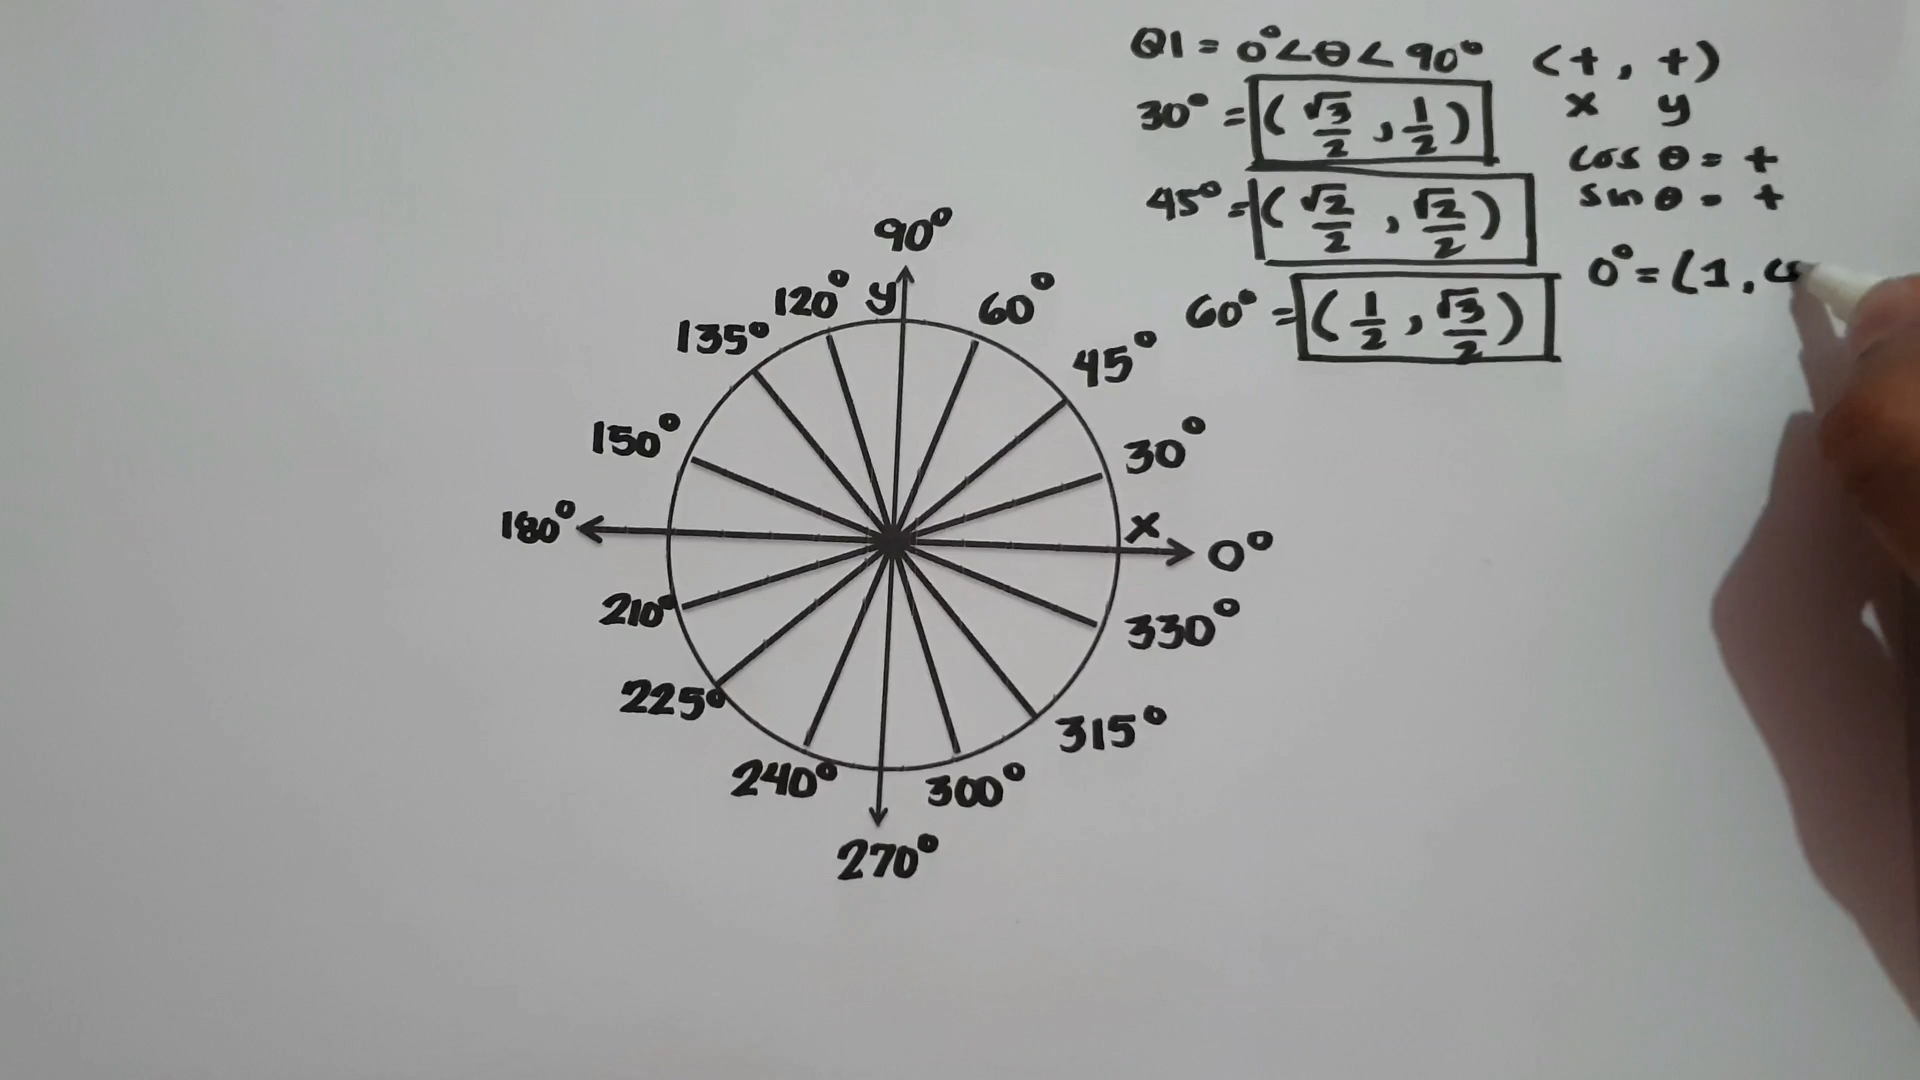 Q1 = 0° < θ < 90° (+, +)
x y
30° = (√3/2, 1/2)
cos θ = +
sin θ = +
45° = (√2/2, √2/2)
0° = (1,
60° = (1/2, √3/2)
90°
y
120°
60°
135°
45°
150°
30°
180°
x
0°
210°
330°
225°
315°
240°
300°
270°